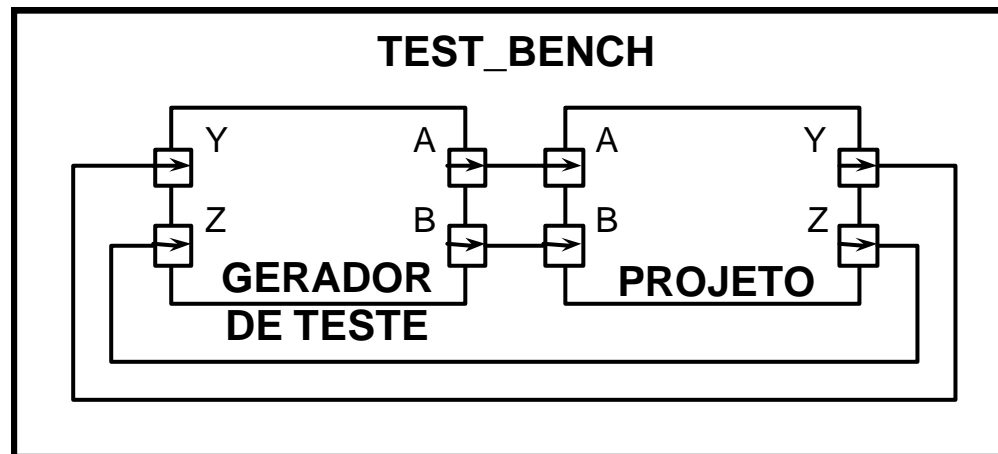 TEST_BENCH
Y A A Y
Z B B Z
GERADOR
DE TESTE
PROJETO